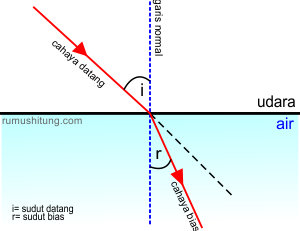 garis normal
cahaya datang
i
udara
rumushitung.com
air
r
cahaya bias
i= sudut datang
r= sudut bias